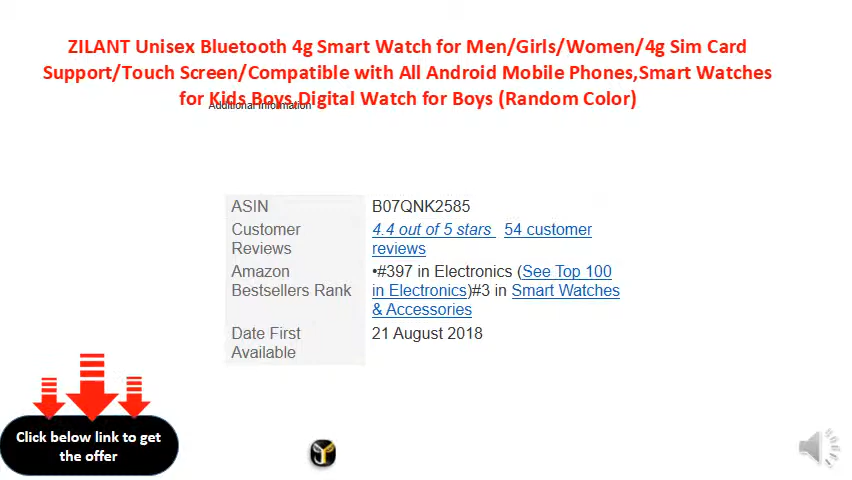 ZILANT Unisex Bluetooth 4g Smart Watch for Men/Girls/Women/4g Sim Card
Support/Touch Screen/Compatible with All Android Mobile Phones,Smart Watches
for Kids Boys,Digital Watch for Boys (Random Color)
Additional Information
ASIN B07QNK2585
Customer 4.4 out of 5 stars 54 customer
Reviews reviews
Amazon •#397 in Electronics (See Top 100
Bestsellers Rank in Electronics)#3 in Smart Watches
& Accessories
Date First 21 August 2018
Available
Click below link to get
the offer